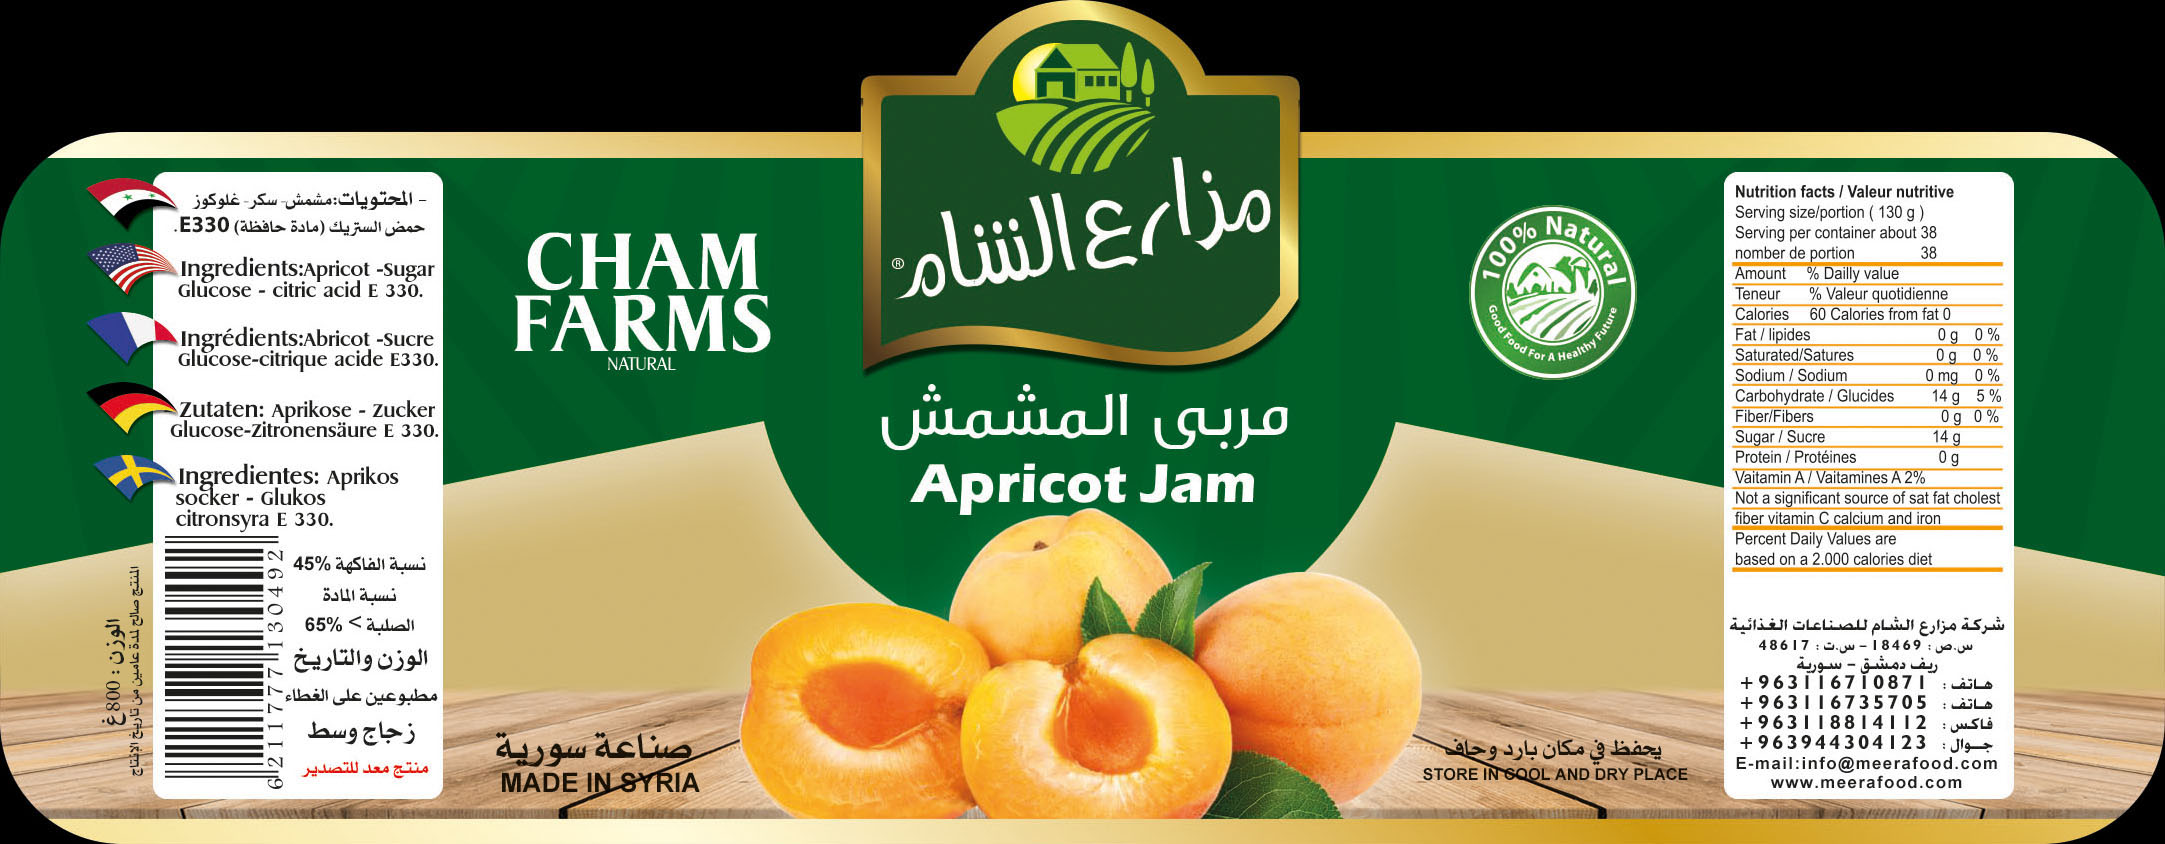 - المحتويات:مشمش- سكر- غلوكوز
حمض الستريك (مادة حافظة) E330.
Ingredients:Apricot -Sugar
Glucose - citric acid E 330.
Ingrédients:Abricot -Sucre
Glucose-citrique acide E330.
Zutaten: Aprikose - Zucker
Glucose-Zitronensäure E 330.
Ingredientes: Aprikos
socker - Glukos
citronsyra E 330.
نسبة الفاكهة %45
نسبة المادة
الصلبة > %65
الوزن والتاريخ
مطبوعين على الغطاء
زجاج وسط
منتج معد للتصدير
6211777130492
الوزن : 800غ
المنتج صالح لمدة عامين من تاريخ الإنتاج
CHAM
FARMS
NATURAL
مزارع الشام
®
مربى المشمش
Apricot Jam
صناعة سورية
MADE IN SYRIA
100% Natural
Good Food For A Healthy Future
يحفظ في مكان بارد وجاف
STORE IN COOL AND DRY PLACE
Nutrition facts / Valeur nutritive
Serving size/portion ( 130 g )
Serving per container about 38
nomber de portion 38
Amount % Dailly value
Teneur % Valeur quotidienne
Calories 60 Calories from fat 0
Fat / lipides 0 g 0 %
Saturated/Satures 0 g 0 %
Sodium / Sodium 0 mg 0 %
Carbohydrate / Glucides 14 g 5 %
Fiber/Fibers 0 g 0 %
Sugar / Sucre 14 g
Protein / Protéines 0 g
Vaitamin A / Vaitamines A 2%
Not a significant source of sat fat cholest
fiber vitamin C calcium and iron
Percent Daily Values are
based on a 2.000 calories diet
شركة مزارع الشام للصناعات الغذائية
س.ص : 18469 - س.ت : 48617
ريف دمشق - سورية
هاتف : +963116710871
هاتف : +963116735705
فاكس : +963118814112
جوال : +963944304123
E-mail:info@meerafood.com
www.meerafood.com